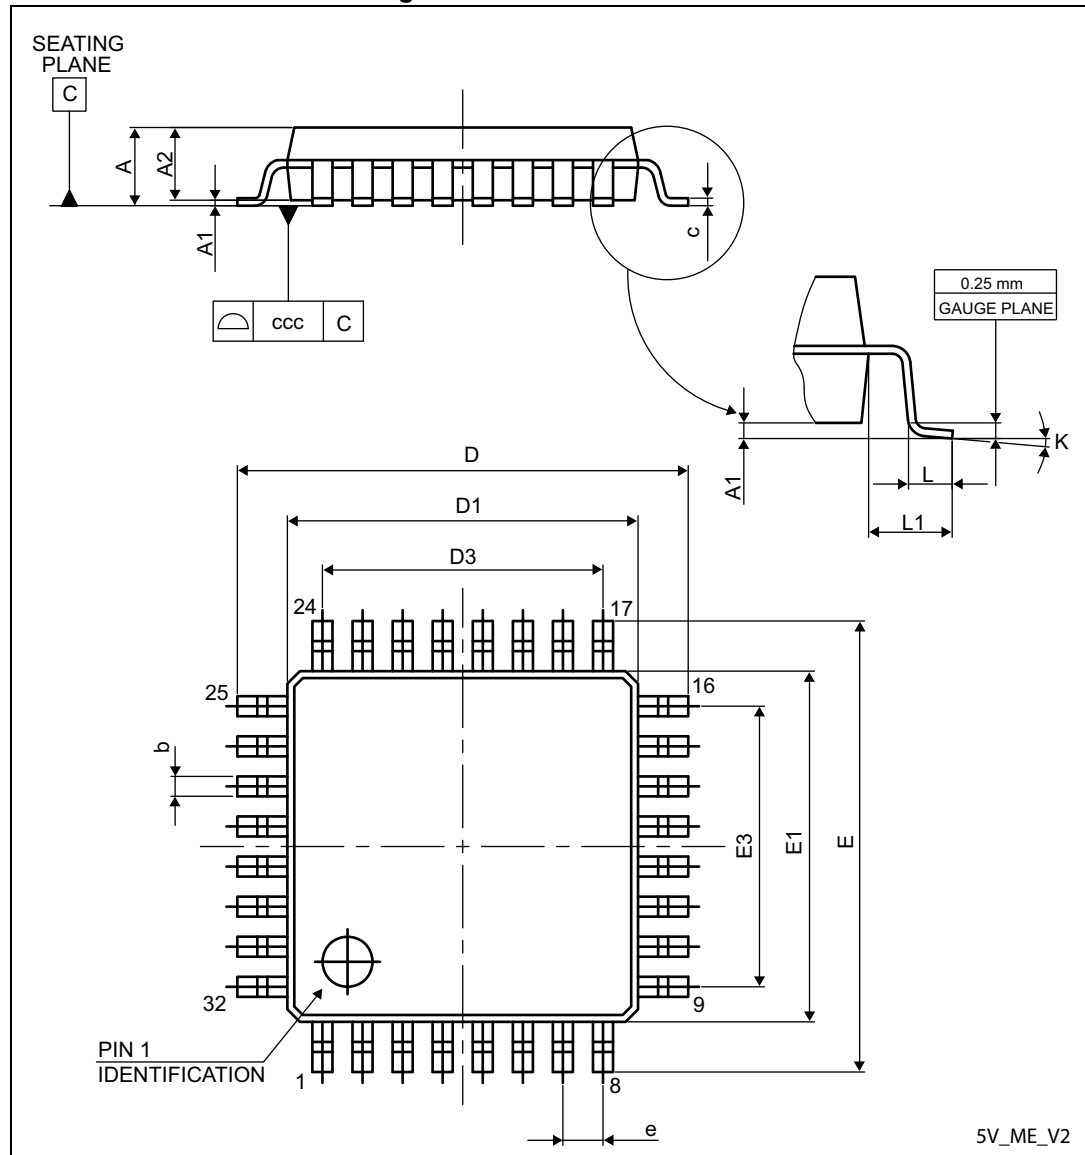 SEATING
PLANE
C
A
A2
A1
c
ccc
C
0.25 mm
GAUGE PLANE
A1
K
L
L1
D
D1
D3
24
17
25
16
b
E3
E1
E
32
9
PIN 1
IDENTIFICATION
1
8
e
5V_ME_V2